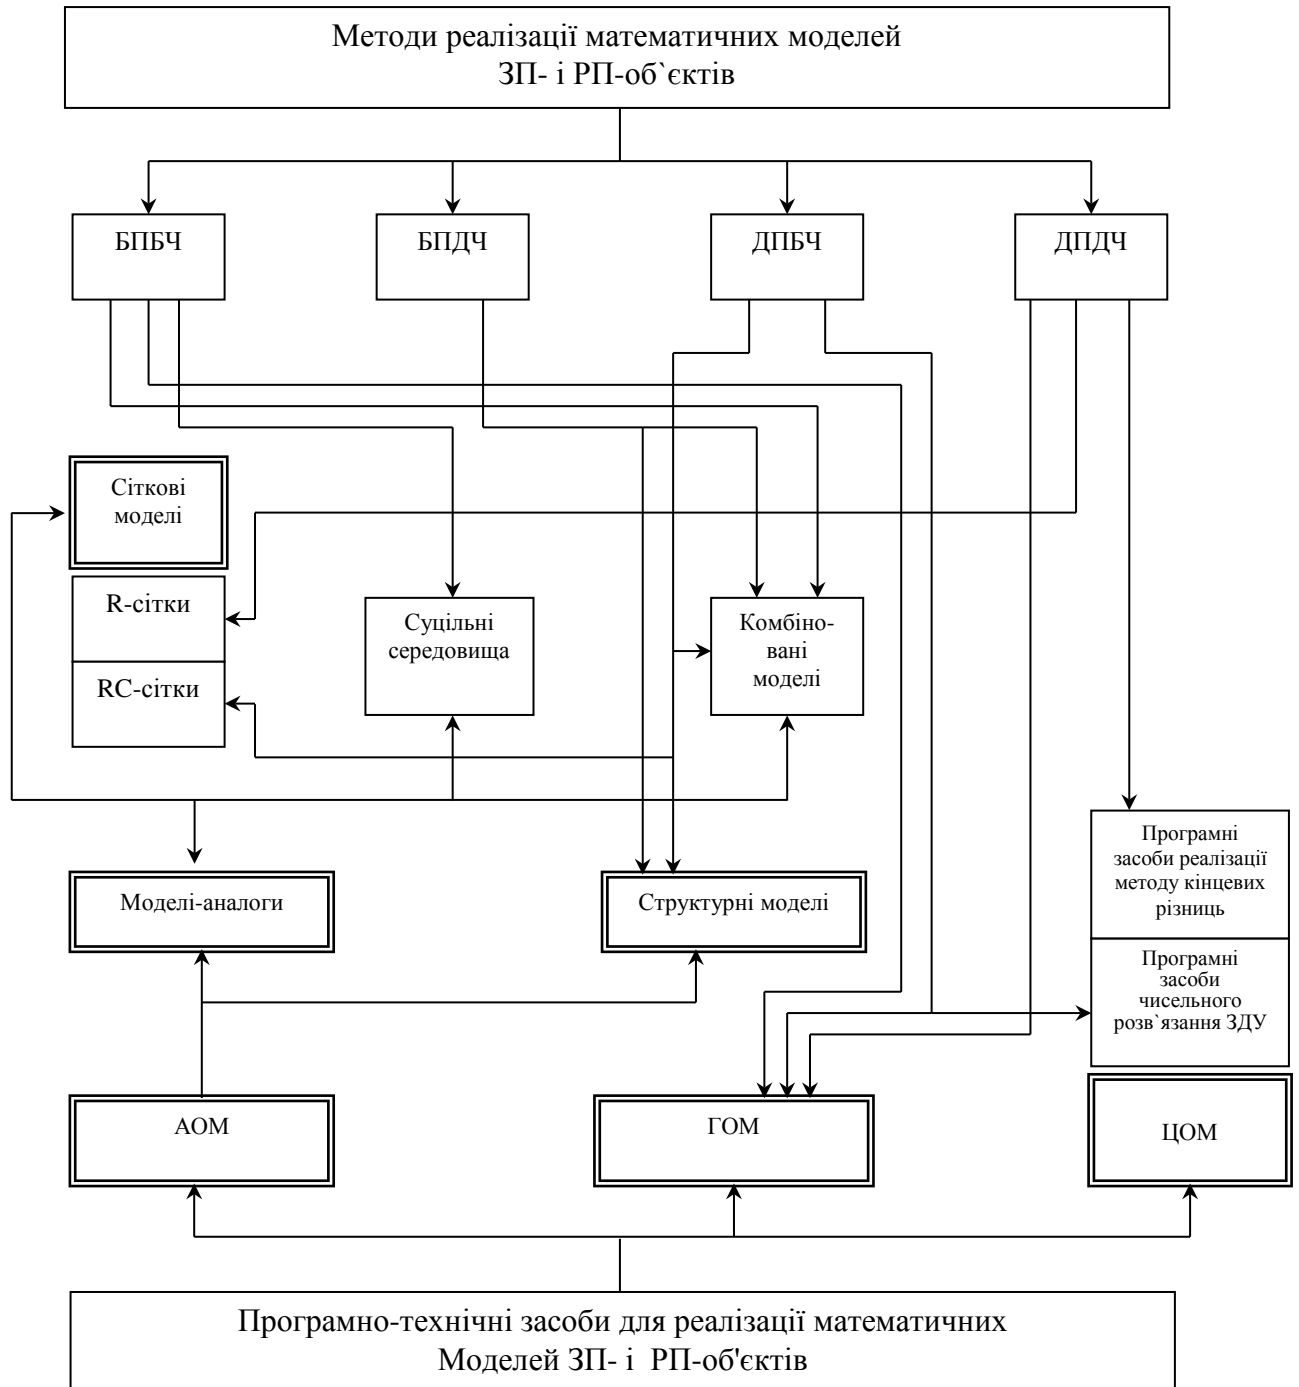 Методи реалізації математичних моделей
ЗП- і РП-об`єктів
БПБЧ
БПДЧ
ДПБЧ
ДПДЧ
Сіткові
моделі
R-сітки
RC-сітки
Суцільні
середовища
Комбіно-
вані
моделі
Моделі-аналоги
Структурні моделі
Програмні
засоби реалізації
методу кінцевих
різниць
Програмні
засоби
чисельного
розв`язання ЗДУ
АОМ
ГОМ
ЦОМ
Програмно-технічні засоби для реалізації математичних
Моделей ЗП- і РП-об'єктів